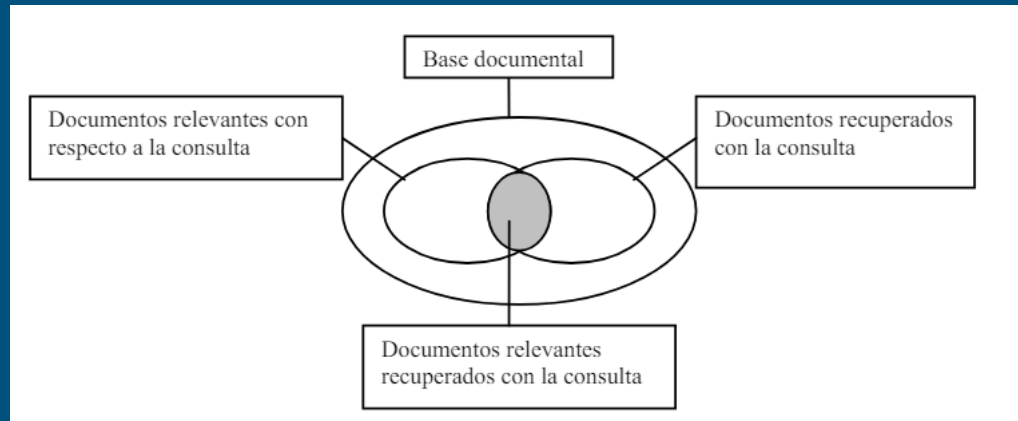 Base documental
Documentos relevantes con
respecto a la consulta
Documentos recuperados
con la consulta
Documentos relevantes
recuperados con la consulta